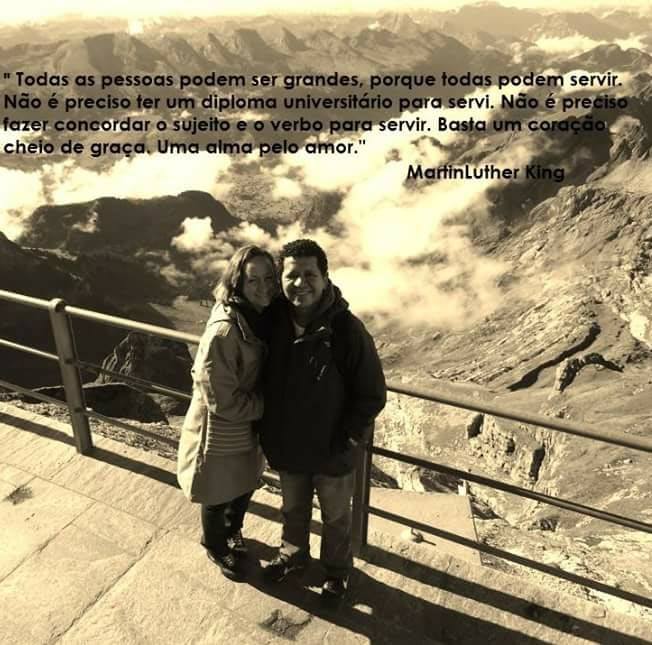 " Todas as pessoas podem ser grandes, porque todas podem servir.
Não é preciso ter um diploma universitário para servi. Não é preciso
fazer concordar o sujeito e o verbo para servir. Basta um coração
cheio de graça. Uma alma pelo amor."
MartinLuther King